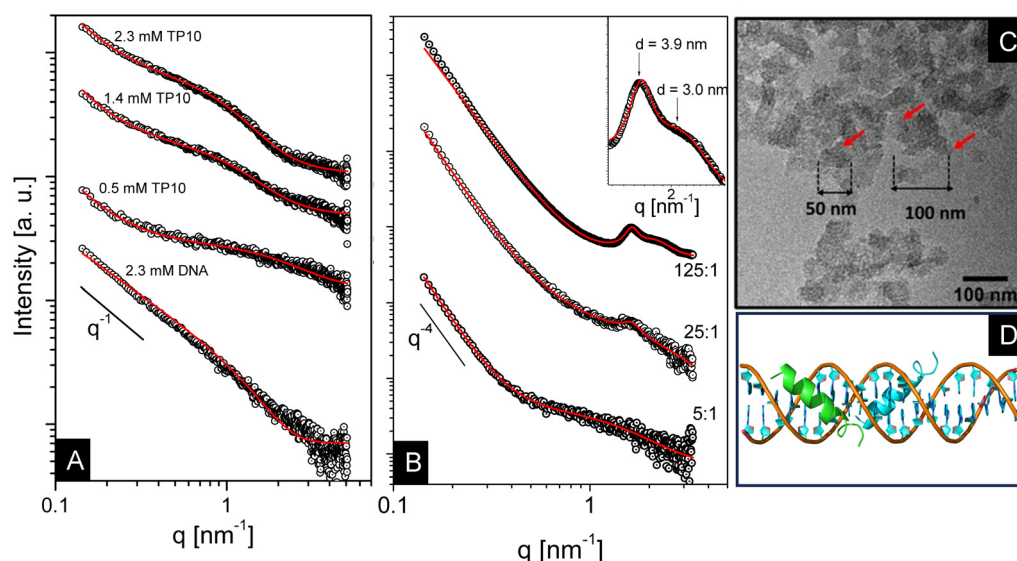 2.3 mM TP10
1.4 mM TP10
0.5 mM TP10
2.3 mM DNA
q⁻¹
A
Intensity [a. u.]
0.1
1
q [nm⁻¹]
d = 3.9 nm
d = 3.0 nm
2
q [nm⁻¹]
125:1
25:1
5:1
q⁻⁴
B
0.1
1
q [nm⁻¹]
C
50 nm
100 nm
100 nm
D